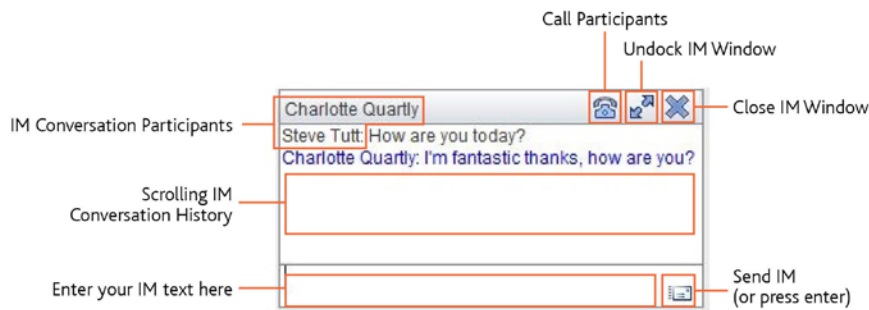 Call Participants
Undock IM Window
Charlotte Quartly
Close IM Window
IM Conversation Participants
Steve Tutt: How are you today?
Charlotte Quartly: I'm fantastic thanks, how are you?
Scrolling IM
Conversation History
Enter your IM text here
Send IM
(or press enter)